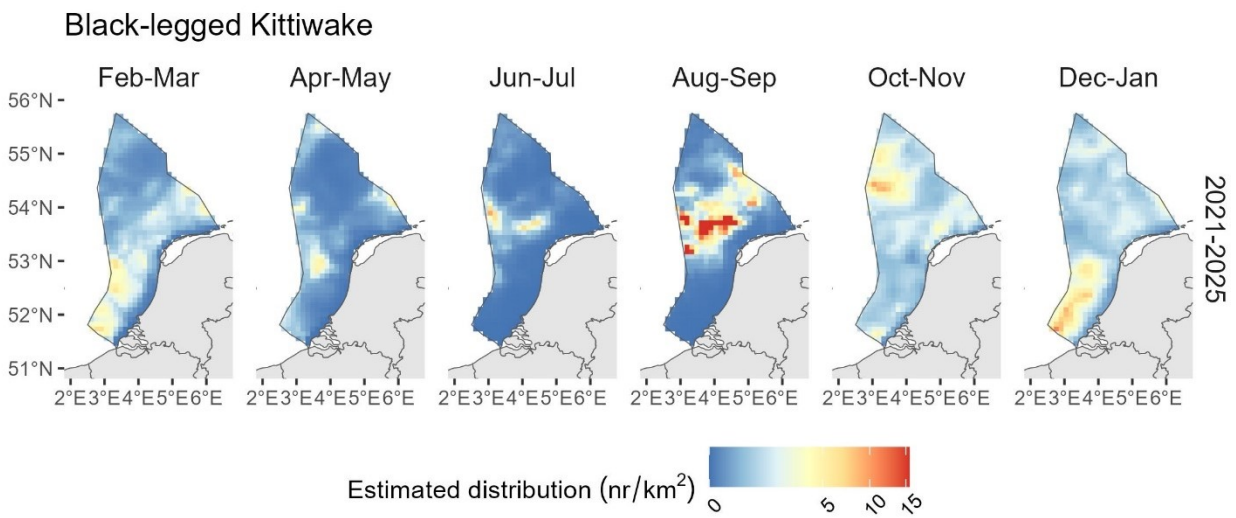 Black-legged Kittiwake
Feb-Mar Apr-May Jun-Jul Aug-Sep Oct-Nov Dec-Jan
56°N
55°N
54°N
53°N
52°N
51°N
2021-2025
2°E3°E4°E5°E6°E 2°E3°E4°E5°E6°E 2°E3°E4°E5°E6°E 2°E3°E4°E5°E6°E 2°E3°E4°E5°E6°E 2°E3°E4°E5°E6°E
Estimated distribution (nr/km²)
0 5 10 15